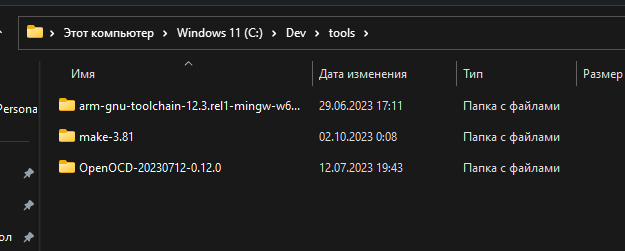 Этот компьютер > Windows 11 (C:) > Dev > tools >
Имя Дата изменения Тип Размер
Persona
arm-gnu-toolchain-12.3.rel1-mingw-w6... 29.06.2023 17:11 Папка с файлами
make-3.81 02.10.2023 0:08 Папка с файлами
OpenOCD-20230712-0.12.0 12.07.2023 19:43 Папка с файлами
ол